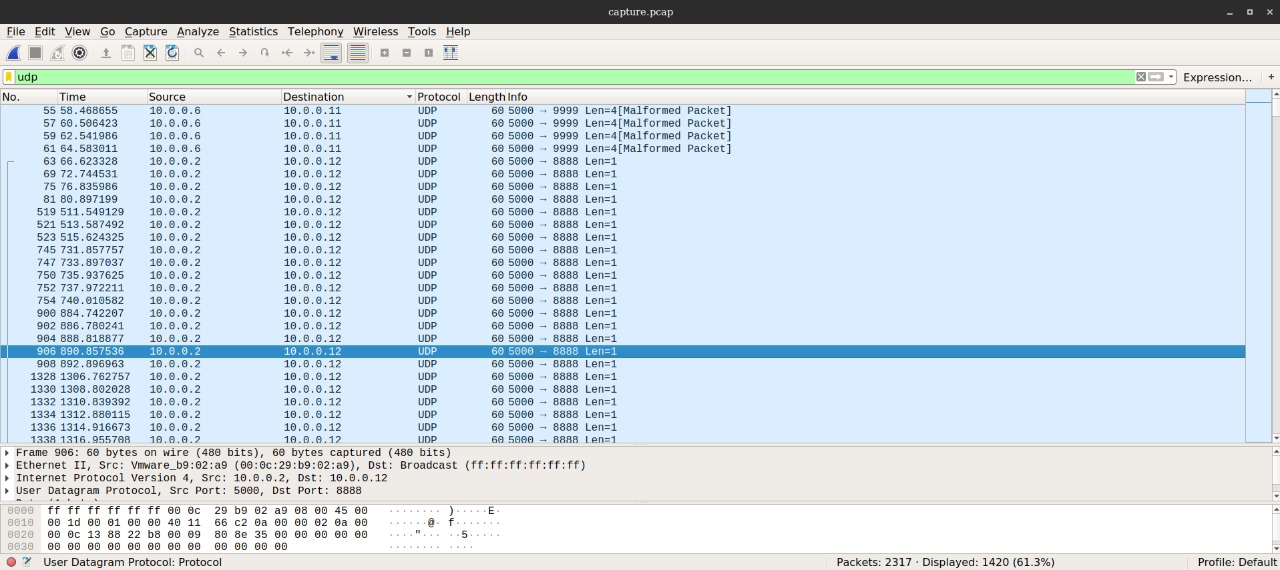 capture.pcap
File Edit View Go Capture Analyze Statistics Telephony Wireless Tools Help
udp Expression… +
No. Time Source Destination Protocol Length Info
55 58.468655 10.0.0.6 10.0.0.11 UDP 60 5000 → 9999 Len=4[Malformed Packet]
57 60.506423 10.0.0.6 10.0.0.11 UDP 60 5000 → 9999 Len=4[Malformed Packet]
59 62.541986 10.0.0.6 10.0.0.11 UDP 60 5000 → 9999 Len=4[Malformed Packet]
61 64.583011 10.0.0.6 10.0.0.11 UDP 60 5000 → 9999 Len=4[Malformed Packet]
63 66.623328 10.0.0.2 10.0.0.12 UDP 60 5000 → 8888 Len=1
69 72.744531 10.0.0.2 10.0.0.12 UDP 60 5000 → 8888 Len=1
75 76.835986 10.0.0.2 10.0.0.12 UDP 60 5000 → 8888 Len=1
81 80.897199 10.0.0.2 10.0.0.12 UDP 60 5000 → 8888 Len=1
519 511.549129 10.0.0.2 10.0.0.12 UDP 60 5000 → 8888 Len=1
521 513.587492 10.0.0.2 10.0.0.12 UDP 60 5000 → 8888 Len=1
523 515.624325 10.0.0.2 10.0.0.12 UDP 60 5000 → 8888 Len=1
745 731.857757 10.0.0.2 10.0.0.12 UDP 60 5000 → 8888 Len=1
747 733.897037 10.0.0.2 10.0.0.12 UDP 60 5000 → 8888 Len=1
750 735.937625 10.0.0.2 10.0.0.12 UDP 60 5000 → 8888 Len=1
752 737.972211 10.0.0.2 10.0.0.12 UDP 60 5000 → 8888 Len=1
754 740.010582 10.0.0.2 10.0.0.12 UDP 60 5000 → 8888 Len=1
900 884.742207 10.0.0.2 10.0.0.12 UDP 60 5000 → 8888 Len=1
902 886.780241 10.0.0.2 10.0.0.12 UDP 60 5000 → 8888 Len=1
904 888.818877 10.0.0.2 10.0.0.12 UDP 60 5000 → 8888 Len=1
906 890.857536 10.0.0.2 10.0.0.12 UDP 60 5000 → 8888 Len=1
908 892.896963 10.0.0.2 10.0.0.12 UDP 60 5000 → 8888 Len=1
1328 1306.762757 10.0.0.2 10.0.0.12 UDP 60 5000 → 8888 Len=1
1330 1308.802028 10.0.0.2 10.0.0.12 UDP 60 5000 → 8888 Len=1
1332 1310.839392 10.0.0.2 10.0.0.12 UDP 60 5000 → 8888 Len=1
1334 1312.880115 10.0.0.2 10.0.0.12 UDP 60 5000 → 8888 Len=1
1336 1314.916673 10.0.0.2 10.0.0.12 UDP 60 5000 → 8888 Len=1
1338 1316.955708 10.0.0.2 10.0.0.12 UDP 60 5000 → 8888 Len=1
Frame 906: 60 bytes on wire (480 bits), 60 bytes captured (480 bits)
Ethernet II, Src: Vmware_b9:02:a9 (00:0c:29:b9:02:a9), Dst: Broadcast (ff:ff:ff:ff:ff:ff)
Internet Protocol Version 4, Src: 10.0.0.2, Dst: 10.0.0.12
User Datagram Protocol, Src Port: 5000, Dst Port: 8888
0000 ff ff ff ff ff ff 00 0c 29 b9 02 a9 08 00 45 00 ········ )·····E·
0010 00 1d 00 01 00 00 40 11 66 c2 0a 00 00 02 0a 00 ······@· f·······
0020 00 0c 13 88 22 b8 00 09 80 8e 35 00 00 00 00 00 ····"··· ··5·····
0030 00 00 00 00 00 00 00 00 00 00 00 00 ········ ····
User Datagram Protocol: Protocol Packets: 2317 · Displayed: 1420 (61.3%) Profile: Default